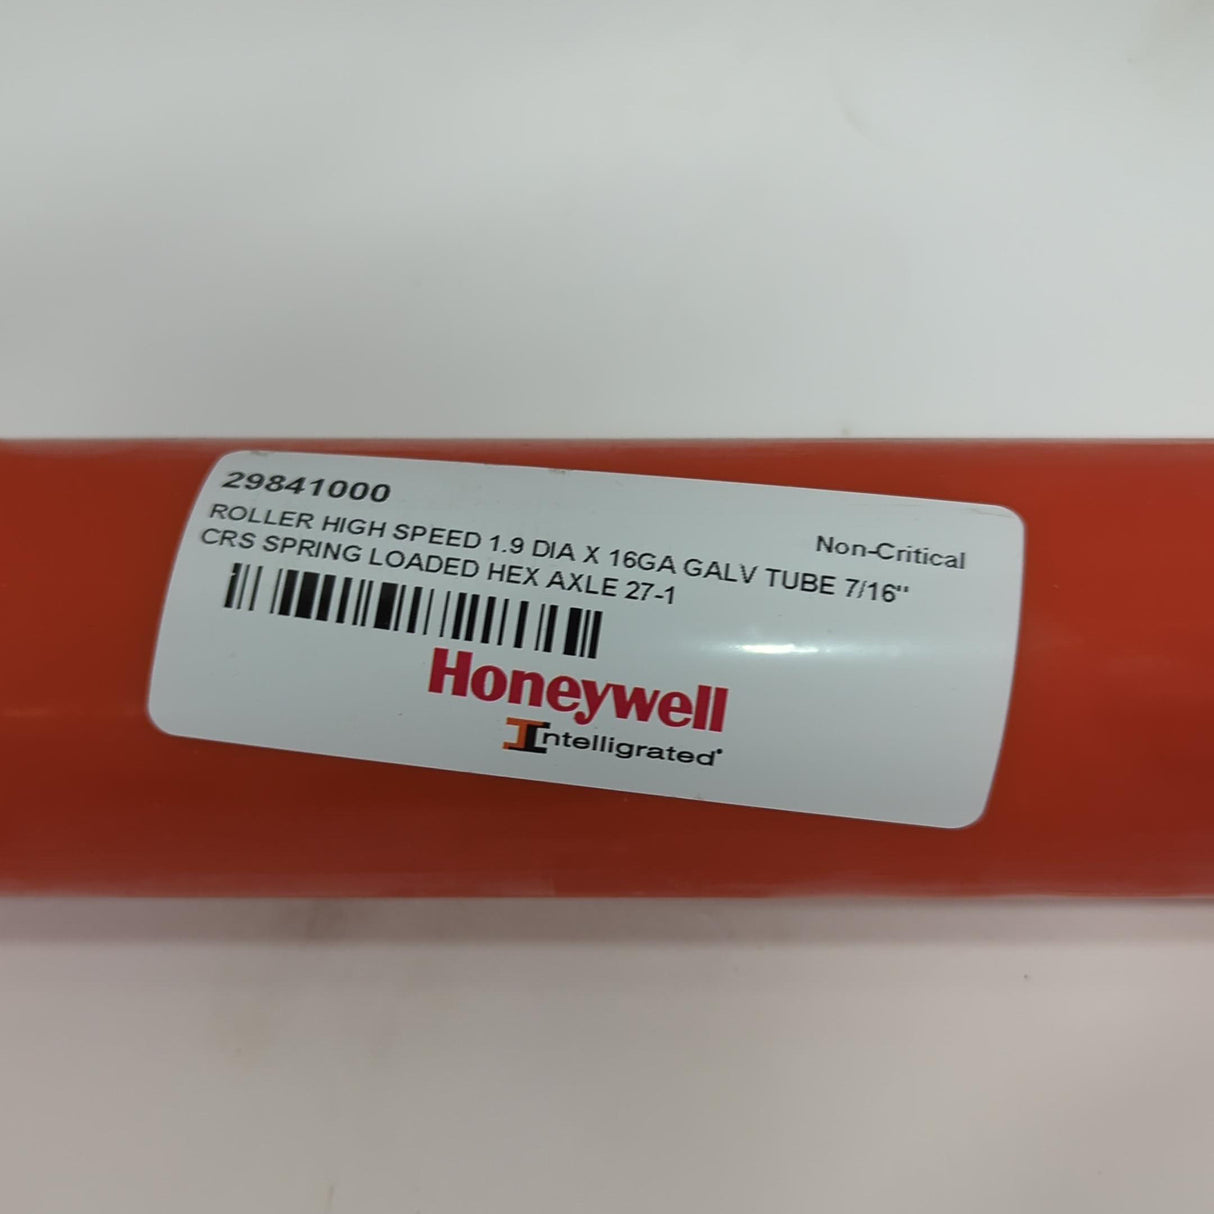 29841000
Non-Critical
ROLLER HIGH SPEED 1.9 DIA X 16GA GALV TUBE 7/16"
CRS SPRING LOADED HEX AXLE 27-1
Honeywell
Intelligrated